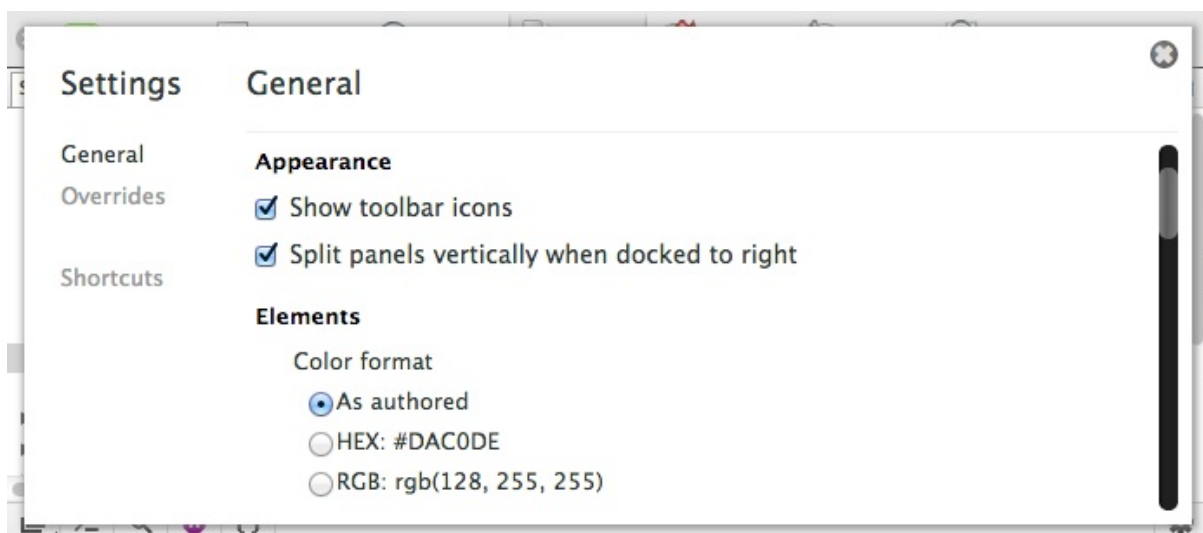 Settings
General
General
Overrides
Shortcuts
Appearance
Show toolbar icons
Split panels vertically when docked to right
Elements
Color format
As authored
HEX: #DAC0DE
RGB: rgb(128, 255, 255)